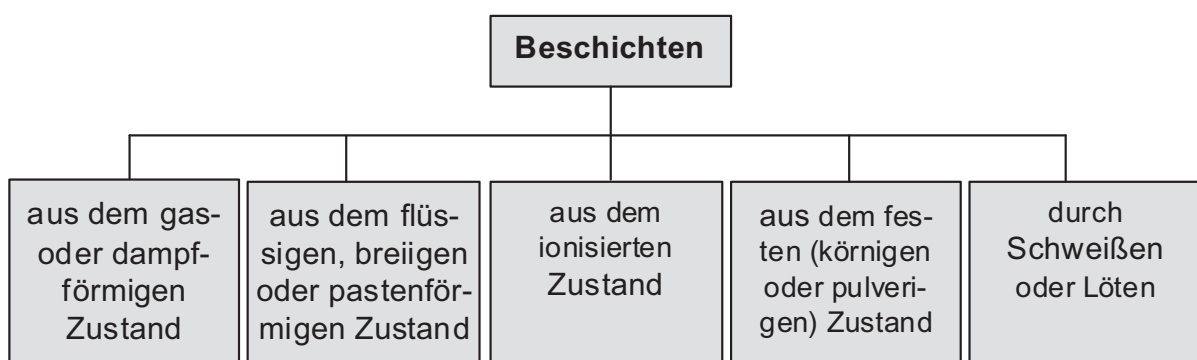 Beschichten
aus dem gas-
oder dampf-
förmigen
Zustand
aus dem flüs-
sigen, breiigen
oder pastenför-
migen Zustand
aus dem
ionisierten
Zustand
aus dem fes-
ten (körnigen
oder pulveri-
gen) Zustand
durch
Schweißen
oder Löten